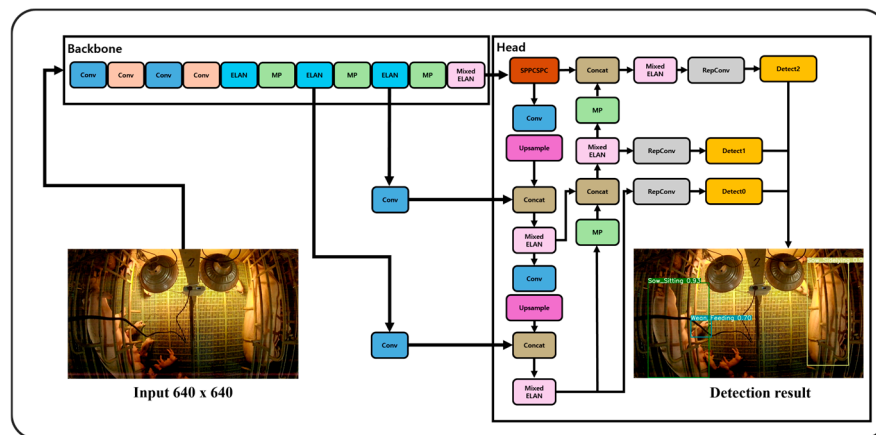 Backbone
Head
Conv
Conv
Conv
Conv
ELAN
MP
ELAN
MP
ELAN
MP
Mixed
ELAN
SPPCSPC
Concat
Mixed
ELAN
RepConv
Detect2
Conv
MP
Upsample
Mixed
ELAN
RepConv
Detect1
Conv
Concat
Concat
RepConv
Detect0
Mixed
ELAN
MP
Conv
Upsample
Conv
Concat
Mixed
ELAN
Sow_Sitting 0.93
Wean_Feeding 0.70
Input 640 x 640
Detection result